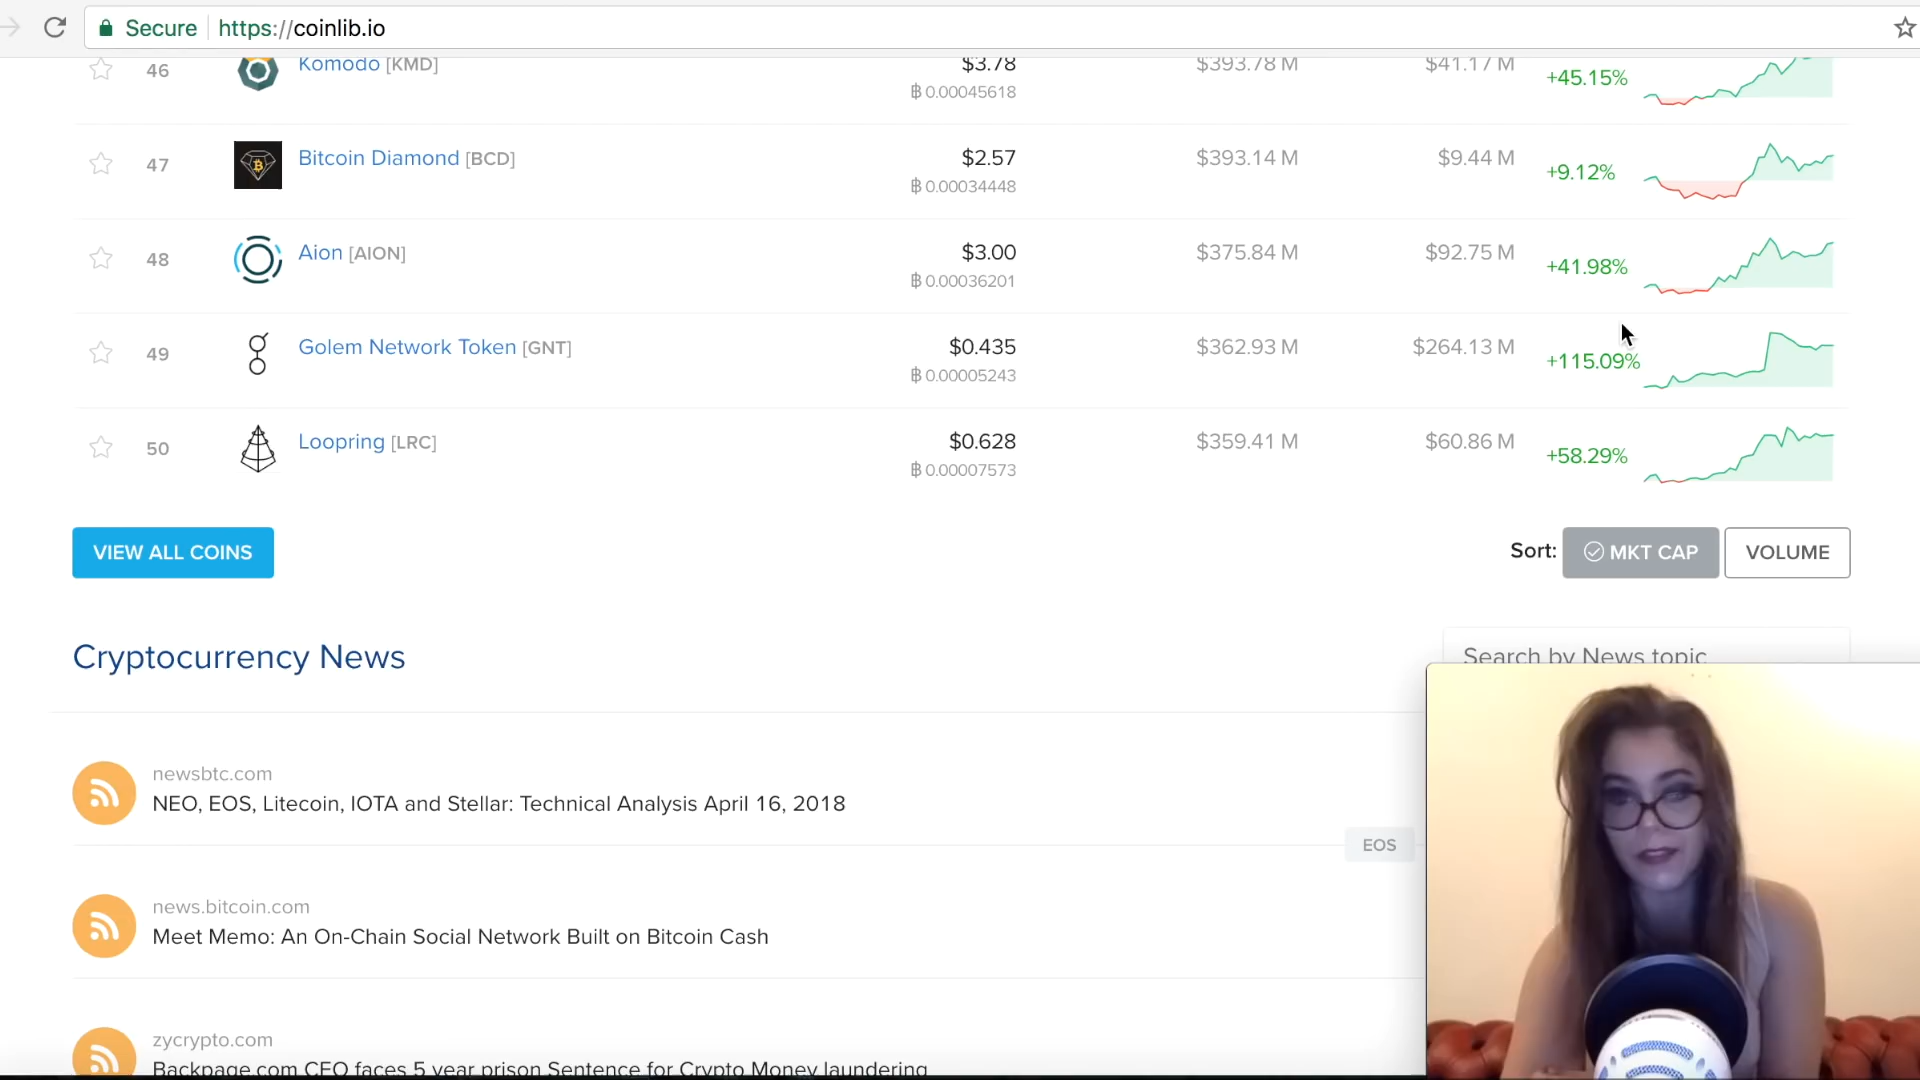 Secure https://coinlib.io
46 Komodo [KMD] $3.78 $393.78 M $41.17 M +45.15%
฿ 0.00045618
47 Bitcoin Diamond [BCD] $2.57 $393.14 M $9.44 M +9.12%
฿ 0.00034448
48 Aion [AION] $3.00 $375.84 M $92.75 M +41.98%
฿ 0.00036201
49 Golem Network Token [GNT] $0.435 $362.93 M $264.13 M +115.09%
฿ 0.00005243
50 Loopring [LRC] $0.628 $359.41 M $60.86 M +58.29%
฿ 0.00007573
VIEW ALL COINS Sort: MKT CAP VOLUME
Cryptocurrency News Search by News topic
newsbtc.com
NEO, EOS, Litecoin, IOTA and Stellar: Technical Analysis April 16, 2018
EOS
news.bitcoin.com
Meet Memo: An On-Chain Social Network Built on Bitcoin Cash
zycrypto.com
Backpage.com CEO faces 5 year prison Sentence for Crypto Money laundering